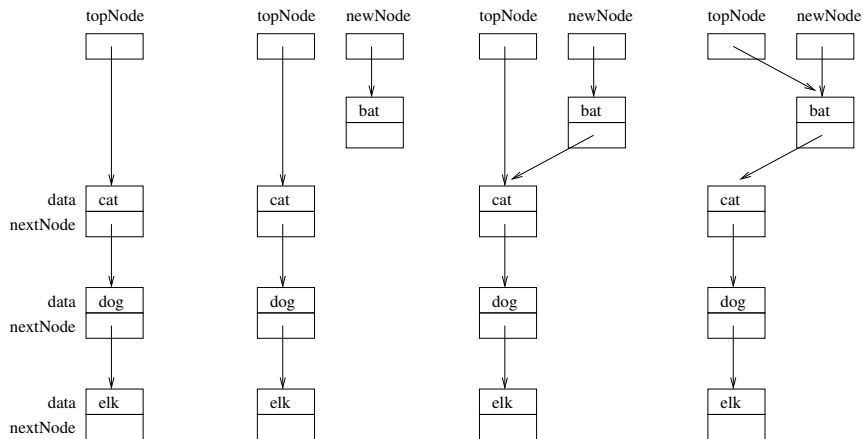 topNode topNode newNode topNode newNode topNode newNode
bat bat bat
data cat cat cat cat
nextNode
data dog dog dog dog
nextNode
data elk elk elk elk
nextNode